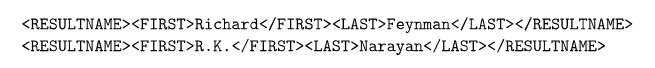 <RESULTNAME><FIRST>Richard</FIRST><LAST>Feynman</LAST></RESULTNAME>
<RESULTNAME><FIRST>R.K.</FIRST><LAST>Narayan</LAST></RESULTNAME>